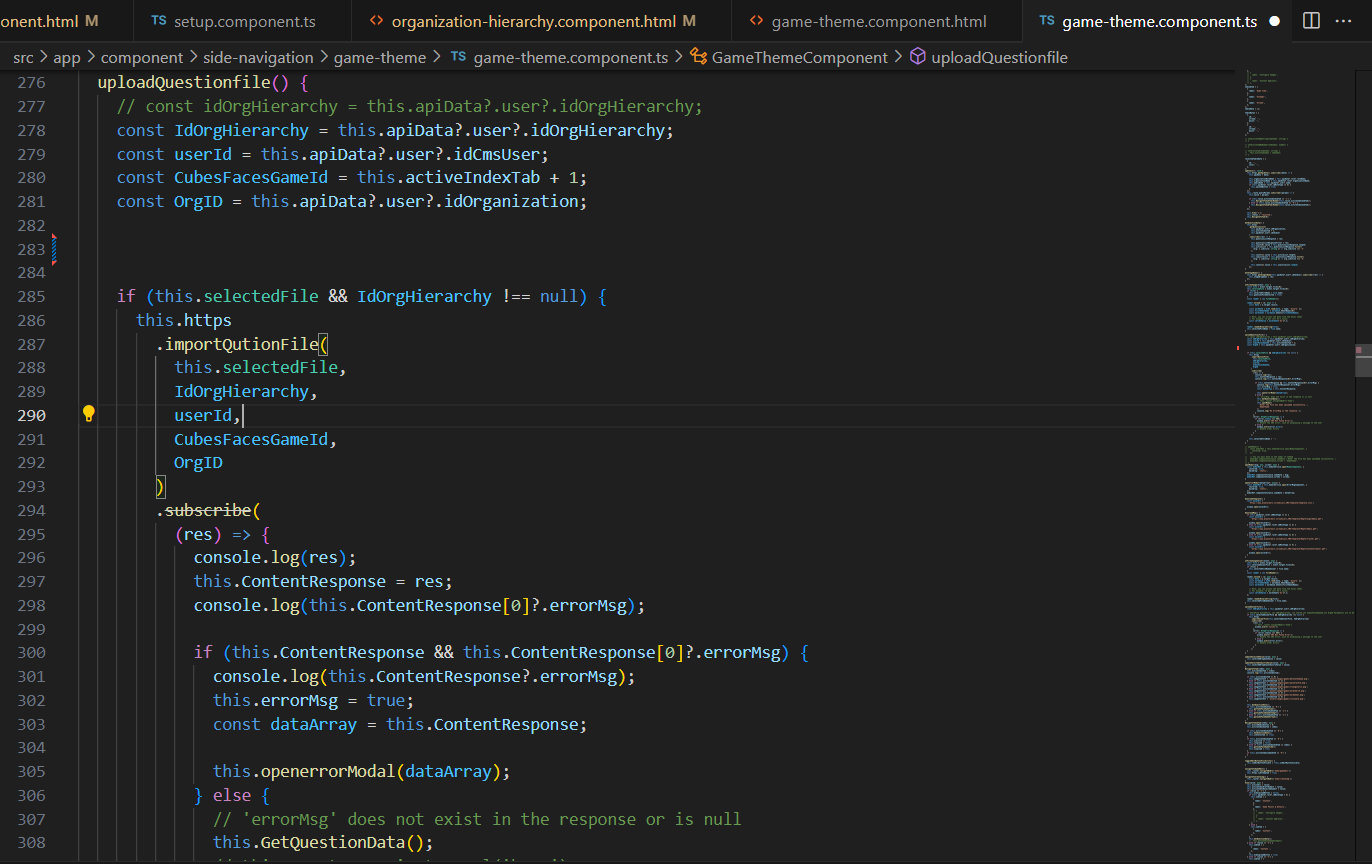 onent.html M TS setup.component.ts <> organization-hierarchy.component.html M <> game-theme.component.html TS game-theme.component.ts
src > app > component > side-navigation > game-theme > TS game-theme.component.ts > GameThemeComponent > uploadQuestionfile
276 uploadQuestionfile() {
277 // const idOrgHierarchy = this.apiData?.user?.idOrgHierarchy;
278 const IdOrgHierarchy = this.apiData?.user?.idOrgHierarchy;
279 const userId = this.apiData?.user?.idCmsUser;
280 const CubesFacesGameId = this.activeIndexTab + 1;
281 const OrgID = this.apiData?.user?.idOrganization;
282
283
284
285 if (this.selectedFile && IdOrgHierarchy !== null) {
286 this.https
287 .importQutionFile(
288 this.selectedFile,
289 IdOrgHierarchy,
290 userId,
291 CubesFacesGameId,
292 OrgID
293 )
294 .subscribe(
295 (res) => {
296 console.log(res);
297 this.ContentResponse = res;
298 console.log(this.ContentResponse[0]?.errorMsg);
299
300 if (this.ContentResponse && this.ContentResponse[0]?.errorMsg) {
301 console.log(this.ContentResponse?.errorMsg);
302 this.errorMsg = true;
303 const dataArray = this.ContentResponse;
304
305 this.openerrorModal(dataArray);
306 } else {
307 // 'errorMsg' does not exist in the response or is null
308 this.GetQuestionData();